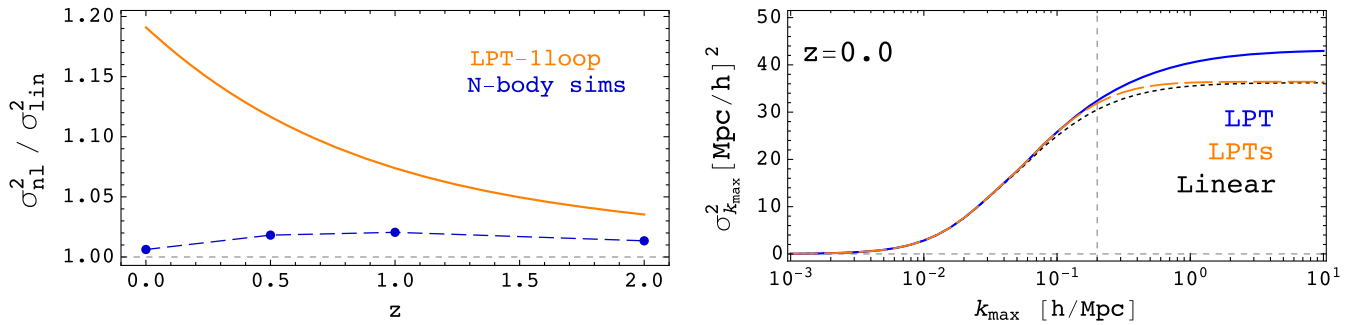 1.20
1.15
1.10
1.05
1.00
σ²nl / σ²lin
LPT-1loop
N-body sims
0.0 0.5 1.0 1.5 2.0
z
50
40
30
20
10
0
σ²kmax [Mpc/h]²
z=0.0
LPT
LPTs
Linear
10⁻³ 10⁻² 10⁻¹ 10⁰ 10¹
kmax [h/Mpc]